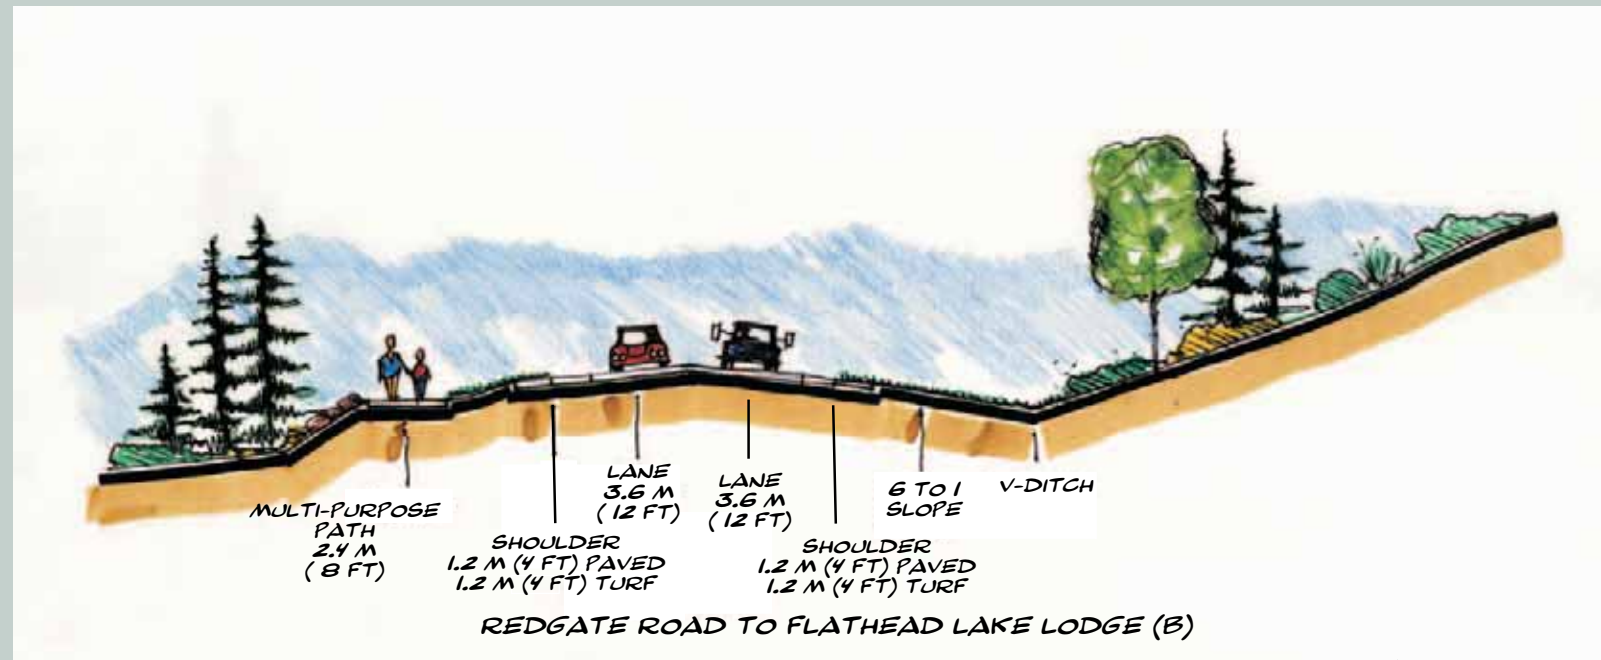 MULTI-PURPOSE
PATH
2.4 M
( 8 FT)
SHOULDER
1.2 M (4 FT) PAVED
1.2 M (4 FT) TURF
LANE
3.6 M
( 12 FT)
LANE
3.6 M
( 12 FT)
SHOULDER
1.2 M (4 FT) PAVED
1.2 M (4 FT) TURF
6 TO 1
SLOPE
V-DITCH
REDGATE ROAD TO FLATHEAD LAKE LODGE (B)